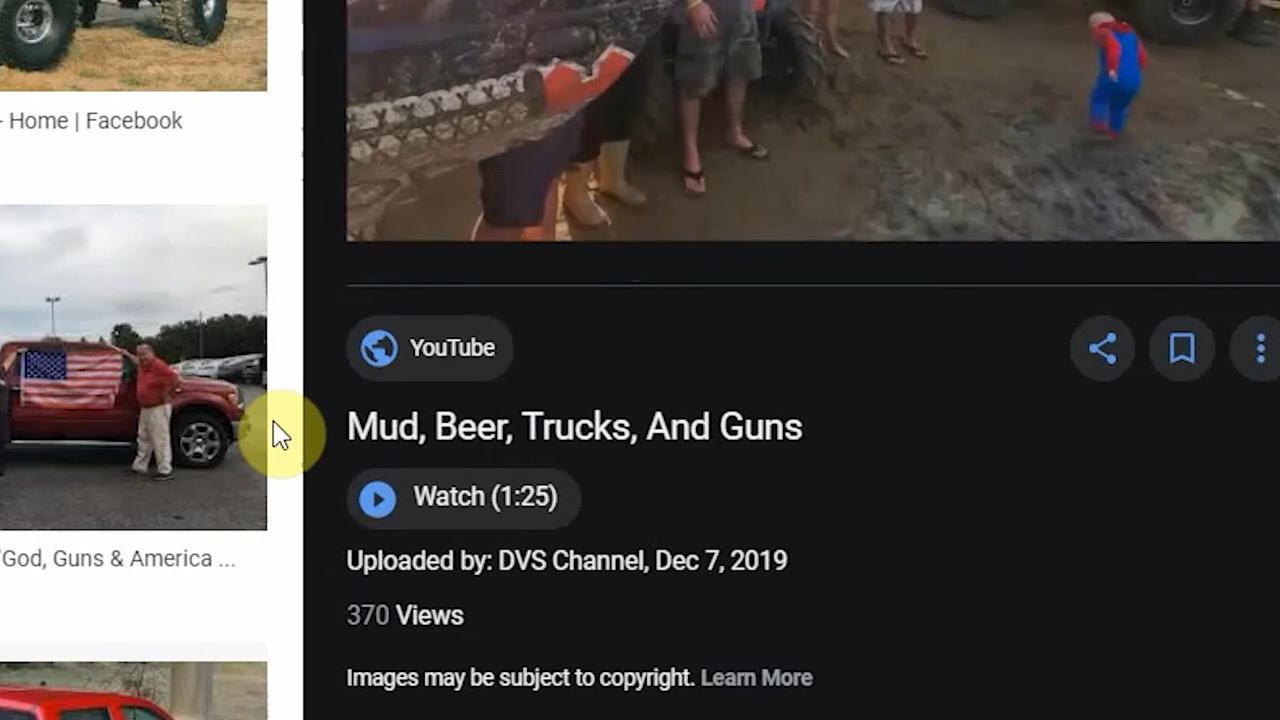 - Home | Facebook
"God, Guns & America ...
YouTube
Mud, Beer, Trucks, And Guns
Watch (1:25)
Uploaded by: DVS Channel, Dec 7, 2019
370 Views
Images may be subject to copyright. Learn More